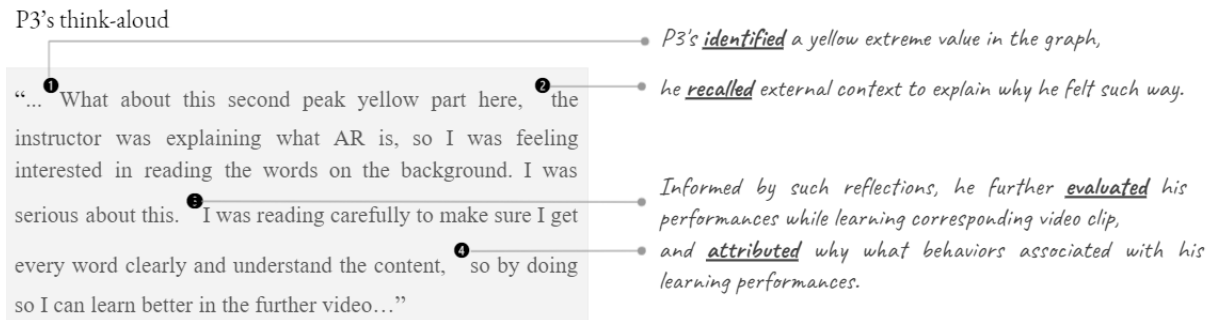 P3's think-aloud
P3's identified a yellow extreme value in the graph,
“... ❶What about this second peak yellow part here, ❷the
he recalled external context to explain why he felt such way.
instructor was explaining what AR is, so I was feeling
interested in reading the words on the background. I was
serious about this. ❸I was reading carefully to make sure I get
every word clearly and understand the content, ❹so by doing
so I can learn better in the further video…”
Informed by such reflections, he further evaluated his
performances while learning corresponding video clip,
and attributed why what behaviors associated with his
learning performances.